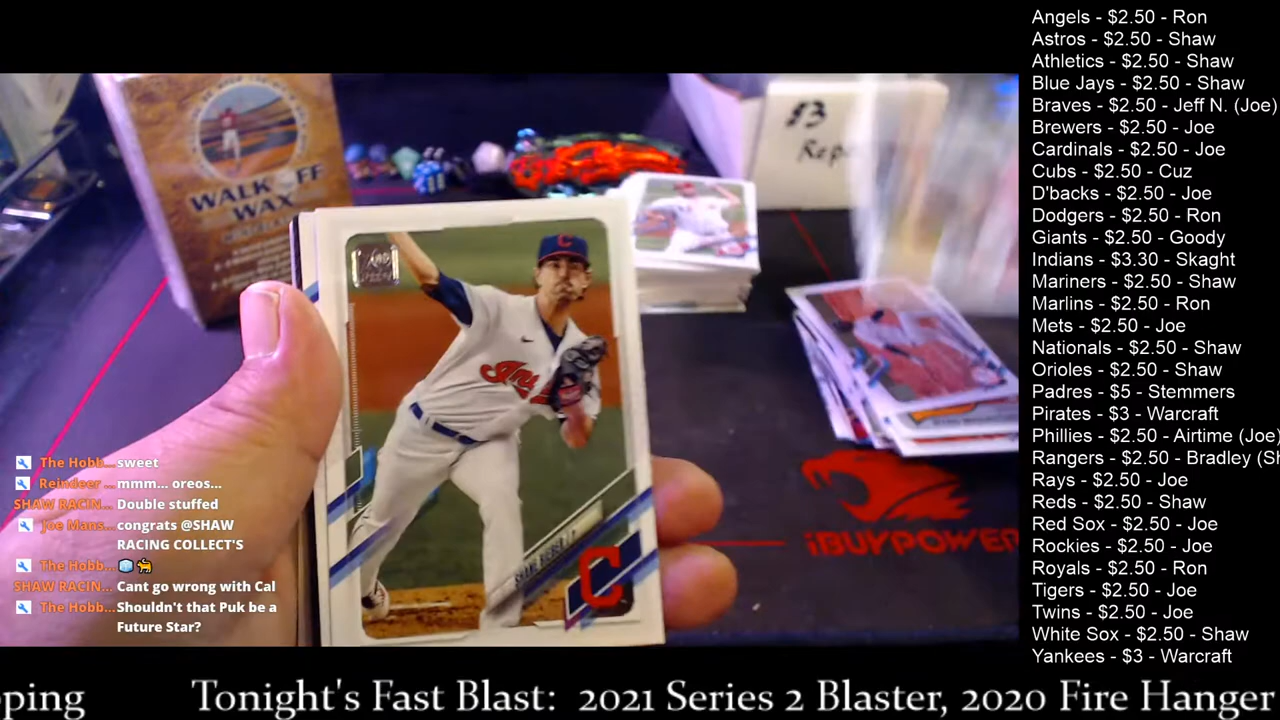 Angels - $2.50 - Ron
Astros - $2.50 - Shaw
Athletics - $2.50 - Shaw
Blue Jays - $2.50 - Shaw
Braves - $2.50 - Jeff N. (Joe)
Brewers - $2.50 - Joe
Cardinals - $2.50 - Joe
Cubs - $2.50 - Cuz
D'backs - $2.50 - Joe
Dodgers - $2.50 - Ron
Giants - $2.50 - Goody
Indians - $3.30 - Skaght
Mariners - $2.50 - Shaw
Marlins - $2.50 - Ron
Mets - $2.50 - Joe
Nationals - $2.50 - Shaw
Orioles - $2.50 - Shaw
Padres - $5 - Stemmers
Pirates - $3 - Warcraft
Phillies - $2.50 - Airtime (Joe)
Rangers - $2.50 - Bradley (Sh
Rays - $2.50 - Joe
Reds - $2.50 - Shaw
Red Sox - $2.50 - Joe
Rockies - $2.50 - Joe
Royals - $2.50 - Ron
Tigers - $2.50 - Joe
Twins - $2.50 - Joe
White Sox - $2.50 - Shaw
Yankees - $3 - Warcraft
WALK OFF
WAX
$3
C
C
iBUYPOWER
The Hobb... sweet
Reindeer ... mmm... oreos...
SHAW RACIN... Double stuffed
Joe Mans... congrats @SHAW
RACING COLLECT'S
The Hobb...
SHAW RACIN... Cant go wrong with Cal
The Hobb... Shouldn't that Puk be a
Future Star?
pping Tonight's Fast Blast: 2021 Series 2 Blaster, 2020 Fire Hanger